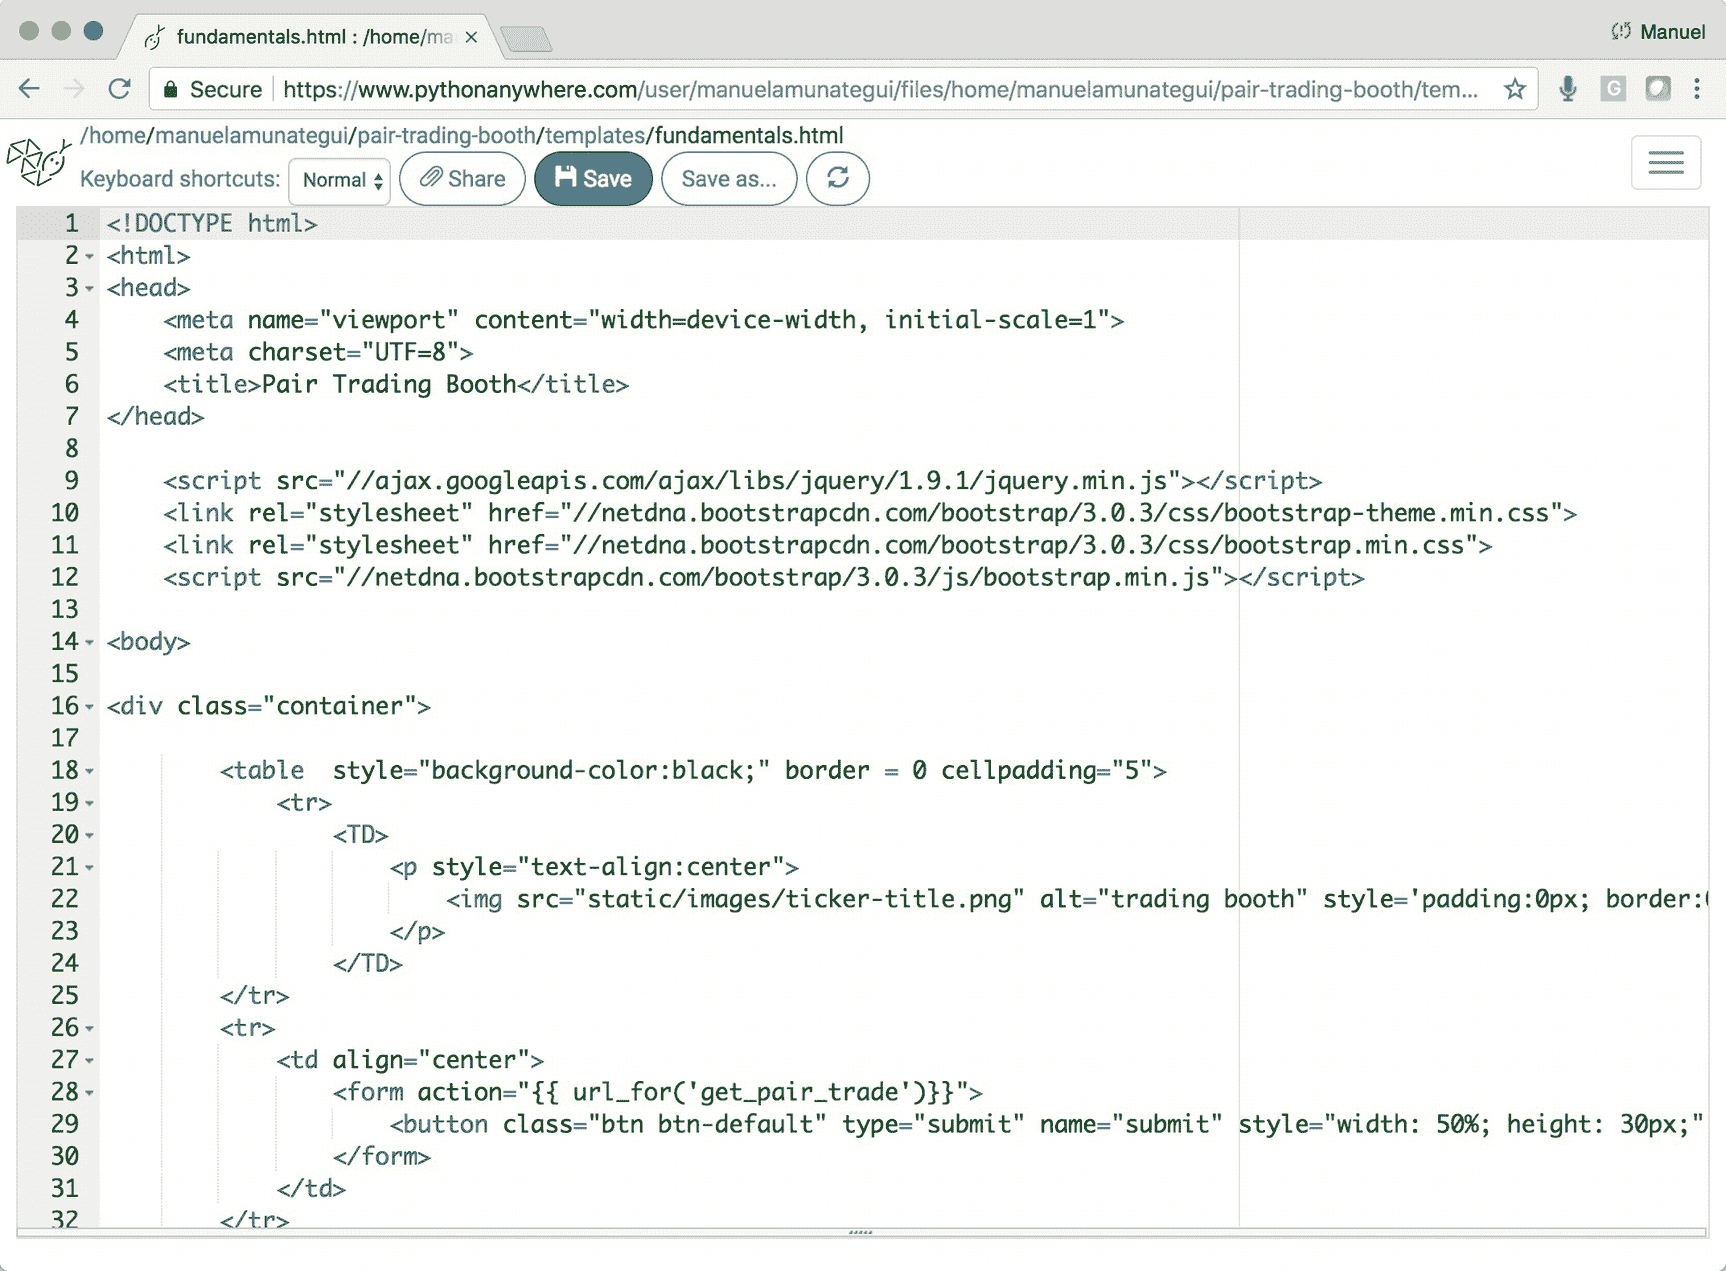 fundamentals.html : /home/ma
Manuel
Secure https://www.pythonanywhere.com/user/manuelamunategui/files/home/manuelamunategui/pair-trading-booth/tem...
G
/home/manuelamunategui/pair-trading-booth/templates/fundamentals.html
Keyboard shortcuts: Normal Share Save Save as...
1 <!DOCTYPE html>
2 <html>
3 <head>
4 <meta name="viewport" content="width=device-width, initial-scale=1">
5 <meta charset="UTF=8">
6 <title>Pair Trading Booth</title>
7 </head>
8
9 <script src="//ajax.googleapis.com/ajax/libs/jquery/1.9.1/jquery.min.js"></script>
10 <link rel="stylesheet" href="//netdna.bootstrapcdn.com/bootstrap/3.0.3/css/bootstrap-theme.min.css">
11 <link rel="stylesheet" href="//netdna.bootstrapcdn.com/bootstrap/3.0.3/css/bootstrap.min.css">
12 <script src="//netdna.bootstrapcdn.com/bootstrap/3.0.3/js/bootstrap.min.js"></script>
13
14 <body>
15
16 <div class="container">
17
18 <table  style="background-color:black;" border = 0 cellpadding="5">
19 <tr>
20 <TD>
21 <p style="text-align:center">
22 <img src="static/images/ticker-title.png" alt="trading booth" style='padding:0px; border:
23 </p>
24 </TD>
25 </tr>
26 <tr>
27 <td align="center">
28 <form action="{{ url_for('get_pair_trade')}}">
29 <button class="btn btn-default" type="submit" name="submit" style="width: 50%; height: 30px;"
30 </form>
31 </td>
32 </tr>